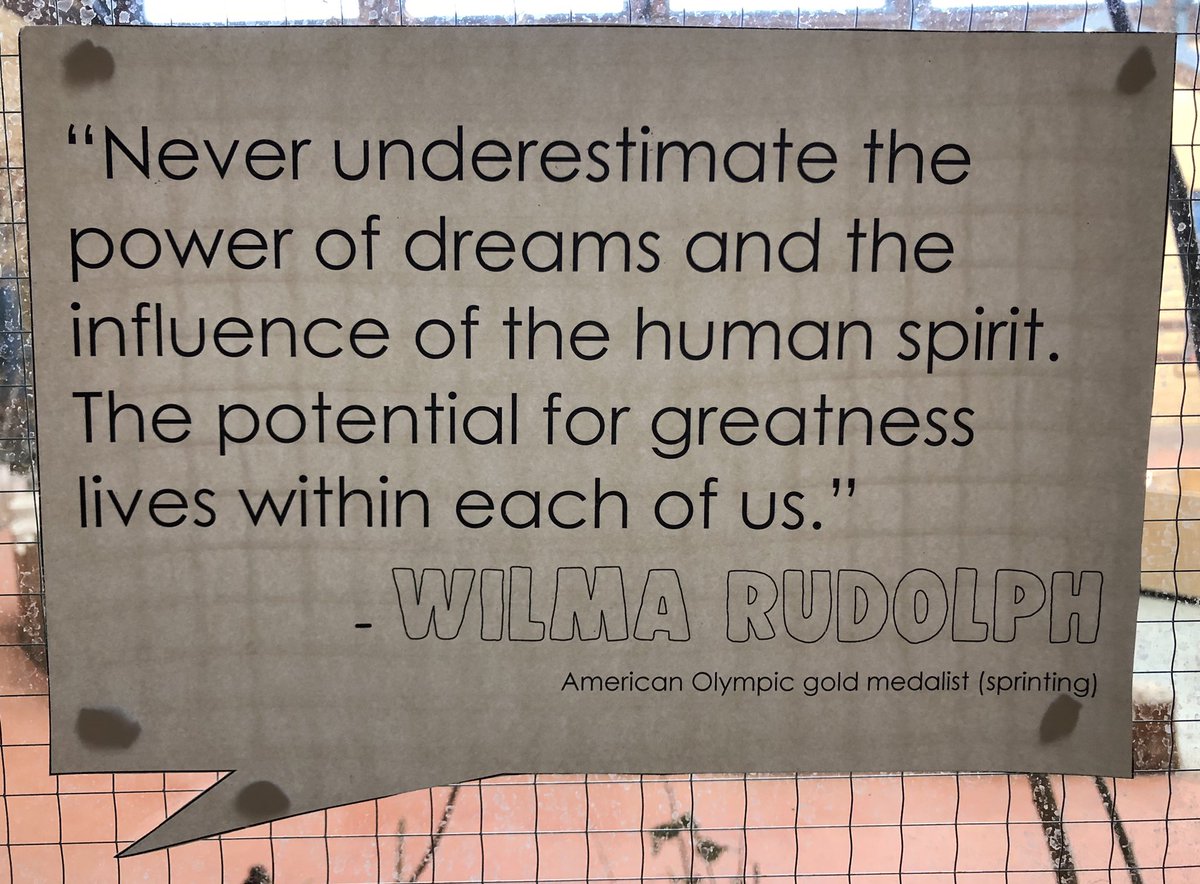 “Never underestimate the
power of dreams and the
influence of the human spirit.
The potential for greatness
lives within each of us.”
- WILMA RUDOLPH
American Olympic gold medalist (sprinting)